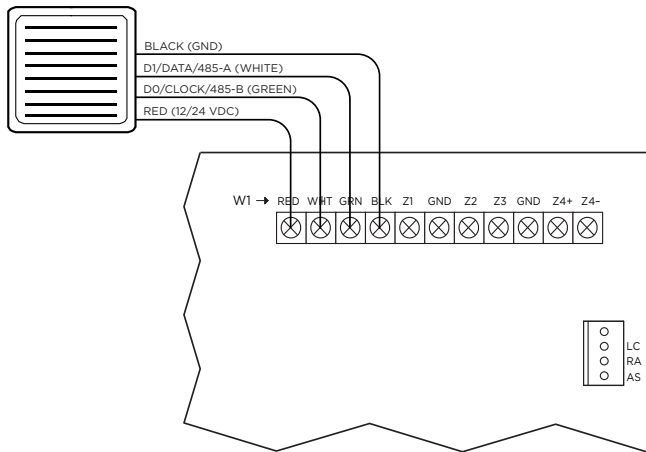 BLACK (GND)
D1/DATA/485-A (WHITE)
D0/CLOCK/485-B (GREEN)
RED (12/24 VDC)
W1 → RED WHT GRN BLK Z1 GND Z2 Z3 GND Z4+ Z4-
LC
RA
AS